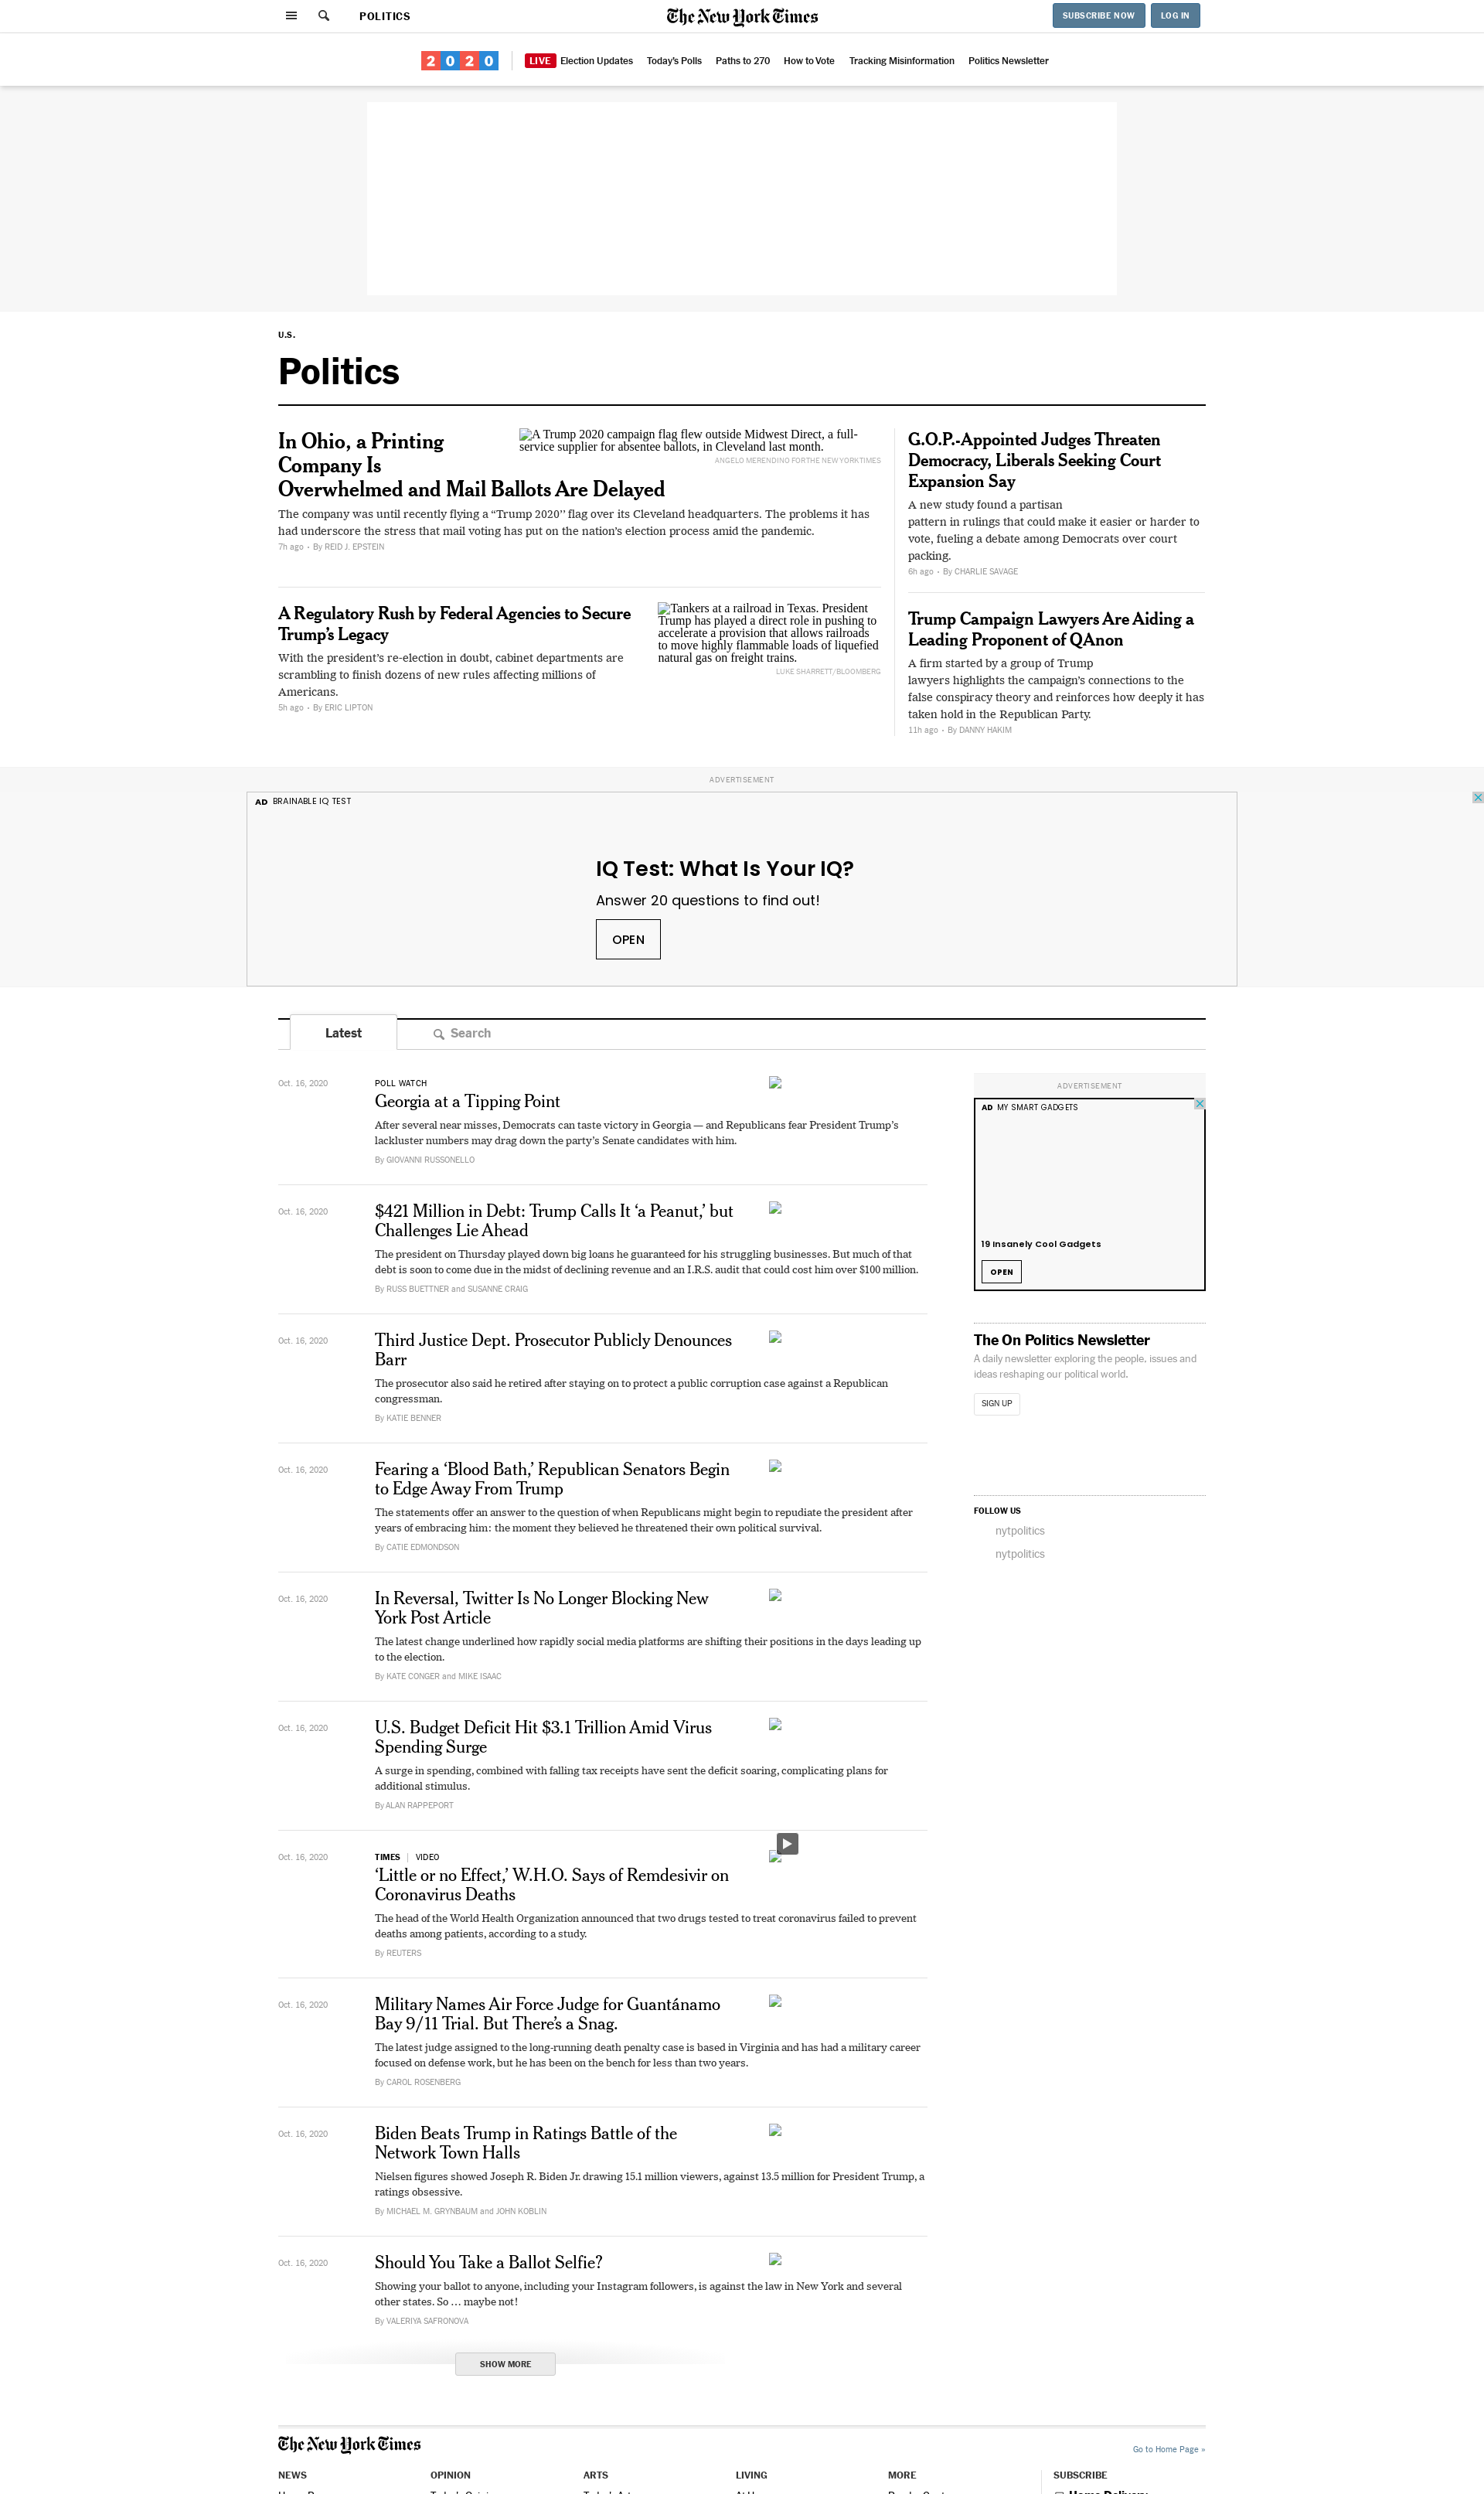 POLITICS
The New York Times
SUBSCRIBE NOW
LOG IN
2020
LIVE Election Updates
Today's Polls
Paths to 270
How to Vote
Tracking Misinformation
Politics Newsletter
U.S.
Politics
In Ohio, a Printing
Company Is
Overwhelmed and Mail Ballots Are Delayed
A Trump 2020 campaign flag flew outside Midwest Direct, a full-
service supplier for absentee ballots, in Cleveland last month.
ANGELO MERENDINO FOR THE NEW YORK TIMES
The company was until recently flying a “Trump 2020” flag over its Cleveland headquarters. The problems it has
had underscore the stress that mail voting has put on the nation’s election process amid the pandemic.
7h ago • By REID J. EPSTEIN
A Regulatory Rush by Federal Agencies to Secure
Trump’s Legacy
With the president’s re-election in doubt, cabinet departments are
scrambling to finish dozens of new rules affecting millions of
Americans.
5h ago • By ERIC LIPTON
Tankers at a railroad in Texas. President
Trump has played a direct role in pushing to
accelerate a provision that allows railroads
to move highly flammable loads of liquefied
natural gas on freight trains.
LUKE SHARRETT/BLOOMBERG
G.O.P.-Appointed Judges Threaten
Democracy, Liberals Seeking Court
Expansion Say
A new study found a partisan
pattern in rulings that could make it easier or harder to
vote, fueling a debate among Democrats over court
packing.
6h ago • By CHARLIE SAVAGE
Trump Campaign Lawyers Are Aiding a
Leading Proponent of QAnon
A firm started by a group of Trump
lawyers highlights the campaign’s connections to the
false conspiracy theory and reinforces how deeply it has
taken hold in the Republican Party.
11h ago • By DANNY HAKIM
ADVERTISEMENT
AD BRAINABLE IQ TEST
IQ Test: What Is Your IQ?
Answer 20 questions to find out!
OPEN
Latest
Search
Oct. 16, 2020
POLL WATCH
Georgia at a Tipping Point
After several near misses, Democrats can taste victory in Georgia — and Republicans fear President Trump’s
lackluster numbers may drag down the party’s Senate candidates with him.
By GIOVANNI RUSSONELLO
Oct. 16, 2020
$421 Million in Debt: Trump Calls It ‘a Peanut,’ but
Challenges Lie Ahead
The president on Thursday played down big loans he guaranteed for his struggling businesses. But much of that
debt is soon to come due in the midst of declining revenue and an I.R.S. audit that could cost him over $100 million.
By RUSS BUETTNER and SUSANNE CRAIG
Oct. 16, 2020
Third Justice Dept. Prosecutor Publicly Denounces
Barr
The prosecutor also said he retired after staying on to protect a public corruption case against a Republican
congressman.
By KATIE BENNER
Oct. 16, 2020
Fearing a ‘Blood Bath,’ Republican Senators Begin
to Edge Away From Trump
The statements offer an answer to the question of when Republicans might begin to repudiate the president after
years of embracing him: the moment they believed he threatened their own political survival.
By CATIE EDMONDSON
Oct. 16, 2020
In Reversal, Twitter Is No Longer Blocking New
York Post Article
The latest change underlined how rapidly social media platforms are shifting their positions in the days leading up
to the election.
By KATE CONGER and MIKE ISAAC
Oct. 16, 2020
U.S. Budget Deficit Hit $3.1 Trillion Amid Virus
Spending Surge
A surge in spending, combined with falling tax receipts have sent the deficit soaring, complicating plans for
additional stimulus.
By ALAN RAPPEPORT
Oct. 16, 2020
TIMES | VIDEO
‘Little or no Effect,’ W.H.O. Says of Remdesivir on
Coronavirus Deaths
The head of the World Health Organization announced that two drugs tested to treat coronavirus failed to prevent
deaths among patients, according to a study.
By REUTERS
Oct. 16, 2020
Military Names Air Force Judge for Guantánamo
Bay 9/11 Trial. But There’s a Snag.
The latest judge assigned to the long-running death penalty case is based in Virginia and has had a military career
focused on defense work, but he has been on the bench for less than two years.
By CAROL ROSENBERG
Oct. 16, 2020
Biden Beats Trump in Ratings Battle of the
Network Town Halls
Nielsen figures showed Joseph R. Biden Jr. drawing 15.1 million viewers, against 13.5 million for President Trump, a
ratings obsessive.
By MICHAEL M. GRYNBAUM and JOHN KOBLIN
Oct. 16, 2020
Should You Take a Ballot Selfie?
Showing your ballot to anyone, including your Instagram followers, is against the law in New York and several
other states. So … maybe not!
By VALERIYA SAFRONOVA
SHOW MORE
ADVERTISEMENT
AD MY SMART GADGETS
19 Insanely Cool Gadgets
OPEN
The On Politics Newsletter
A daily newsletter exploring the people, issues and
ideas reshaping our political world.
SIGN UP
FOLLOW US
nytpolitics
nytpolitics
The New York Times
Go to Home Page »
NEWS
OPINION
ARTS
LIVING
MORE
SUBSCRIBE